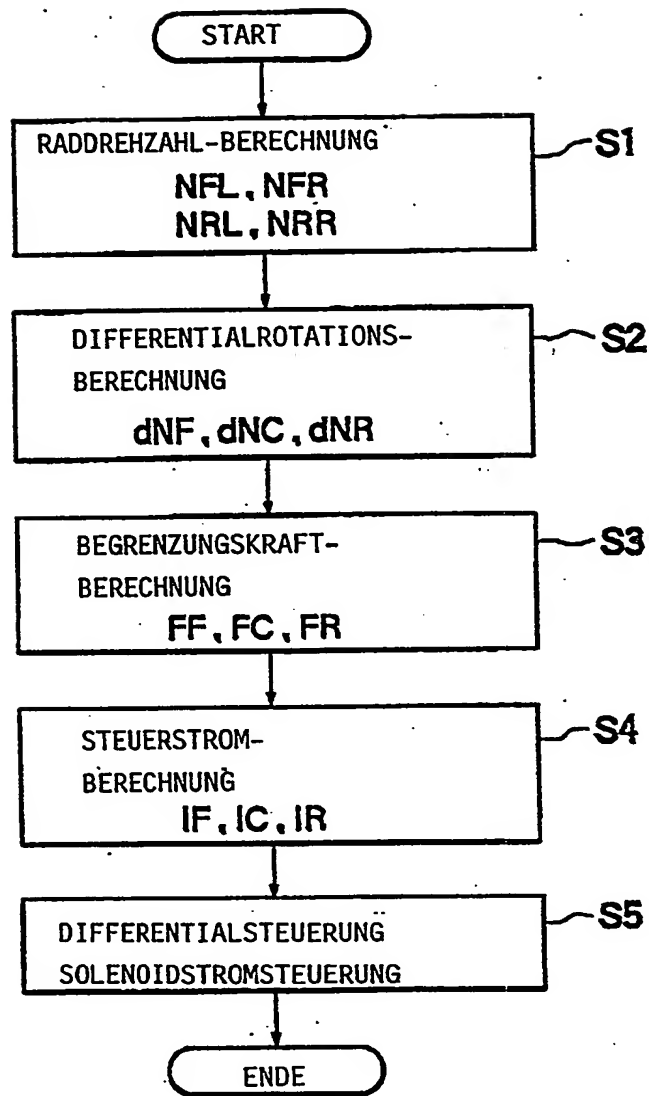 START
RADDREHZAHL-BERECHNUNG
S1
NFL, NFR
NRL, NRR
DIFFERENTIALROTATIONS-
S2
BERECHNUNG
dNF, dNC, dNR
BEGRENZUNGSKRAFT-
S3
BERECHNUNG
FF, FC, FR
STEUERSTROM-
S4
BERECHNUNG
IF, IC, IR
DIFFERENTIALSTEUERUNG
S5
SOLENOIDSTROMSTEUERUNG
ENDE